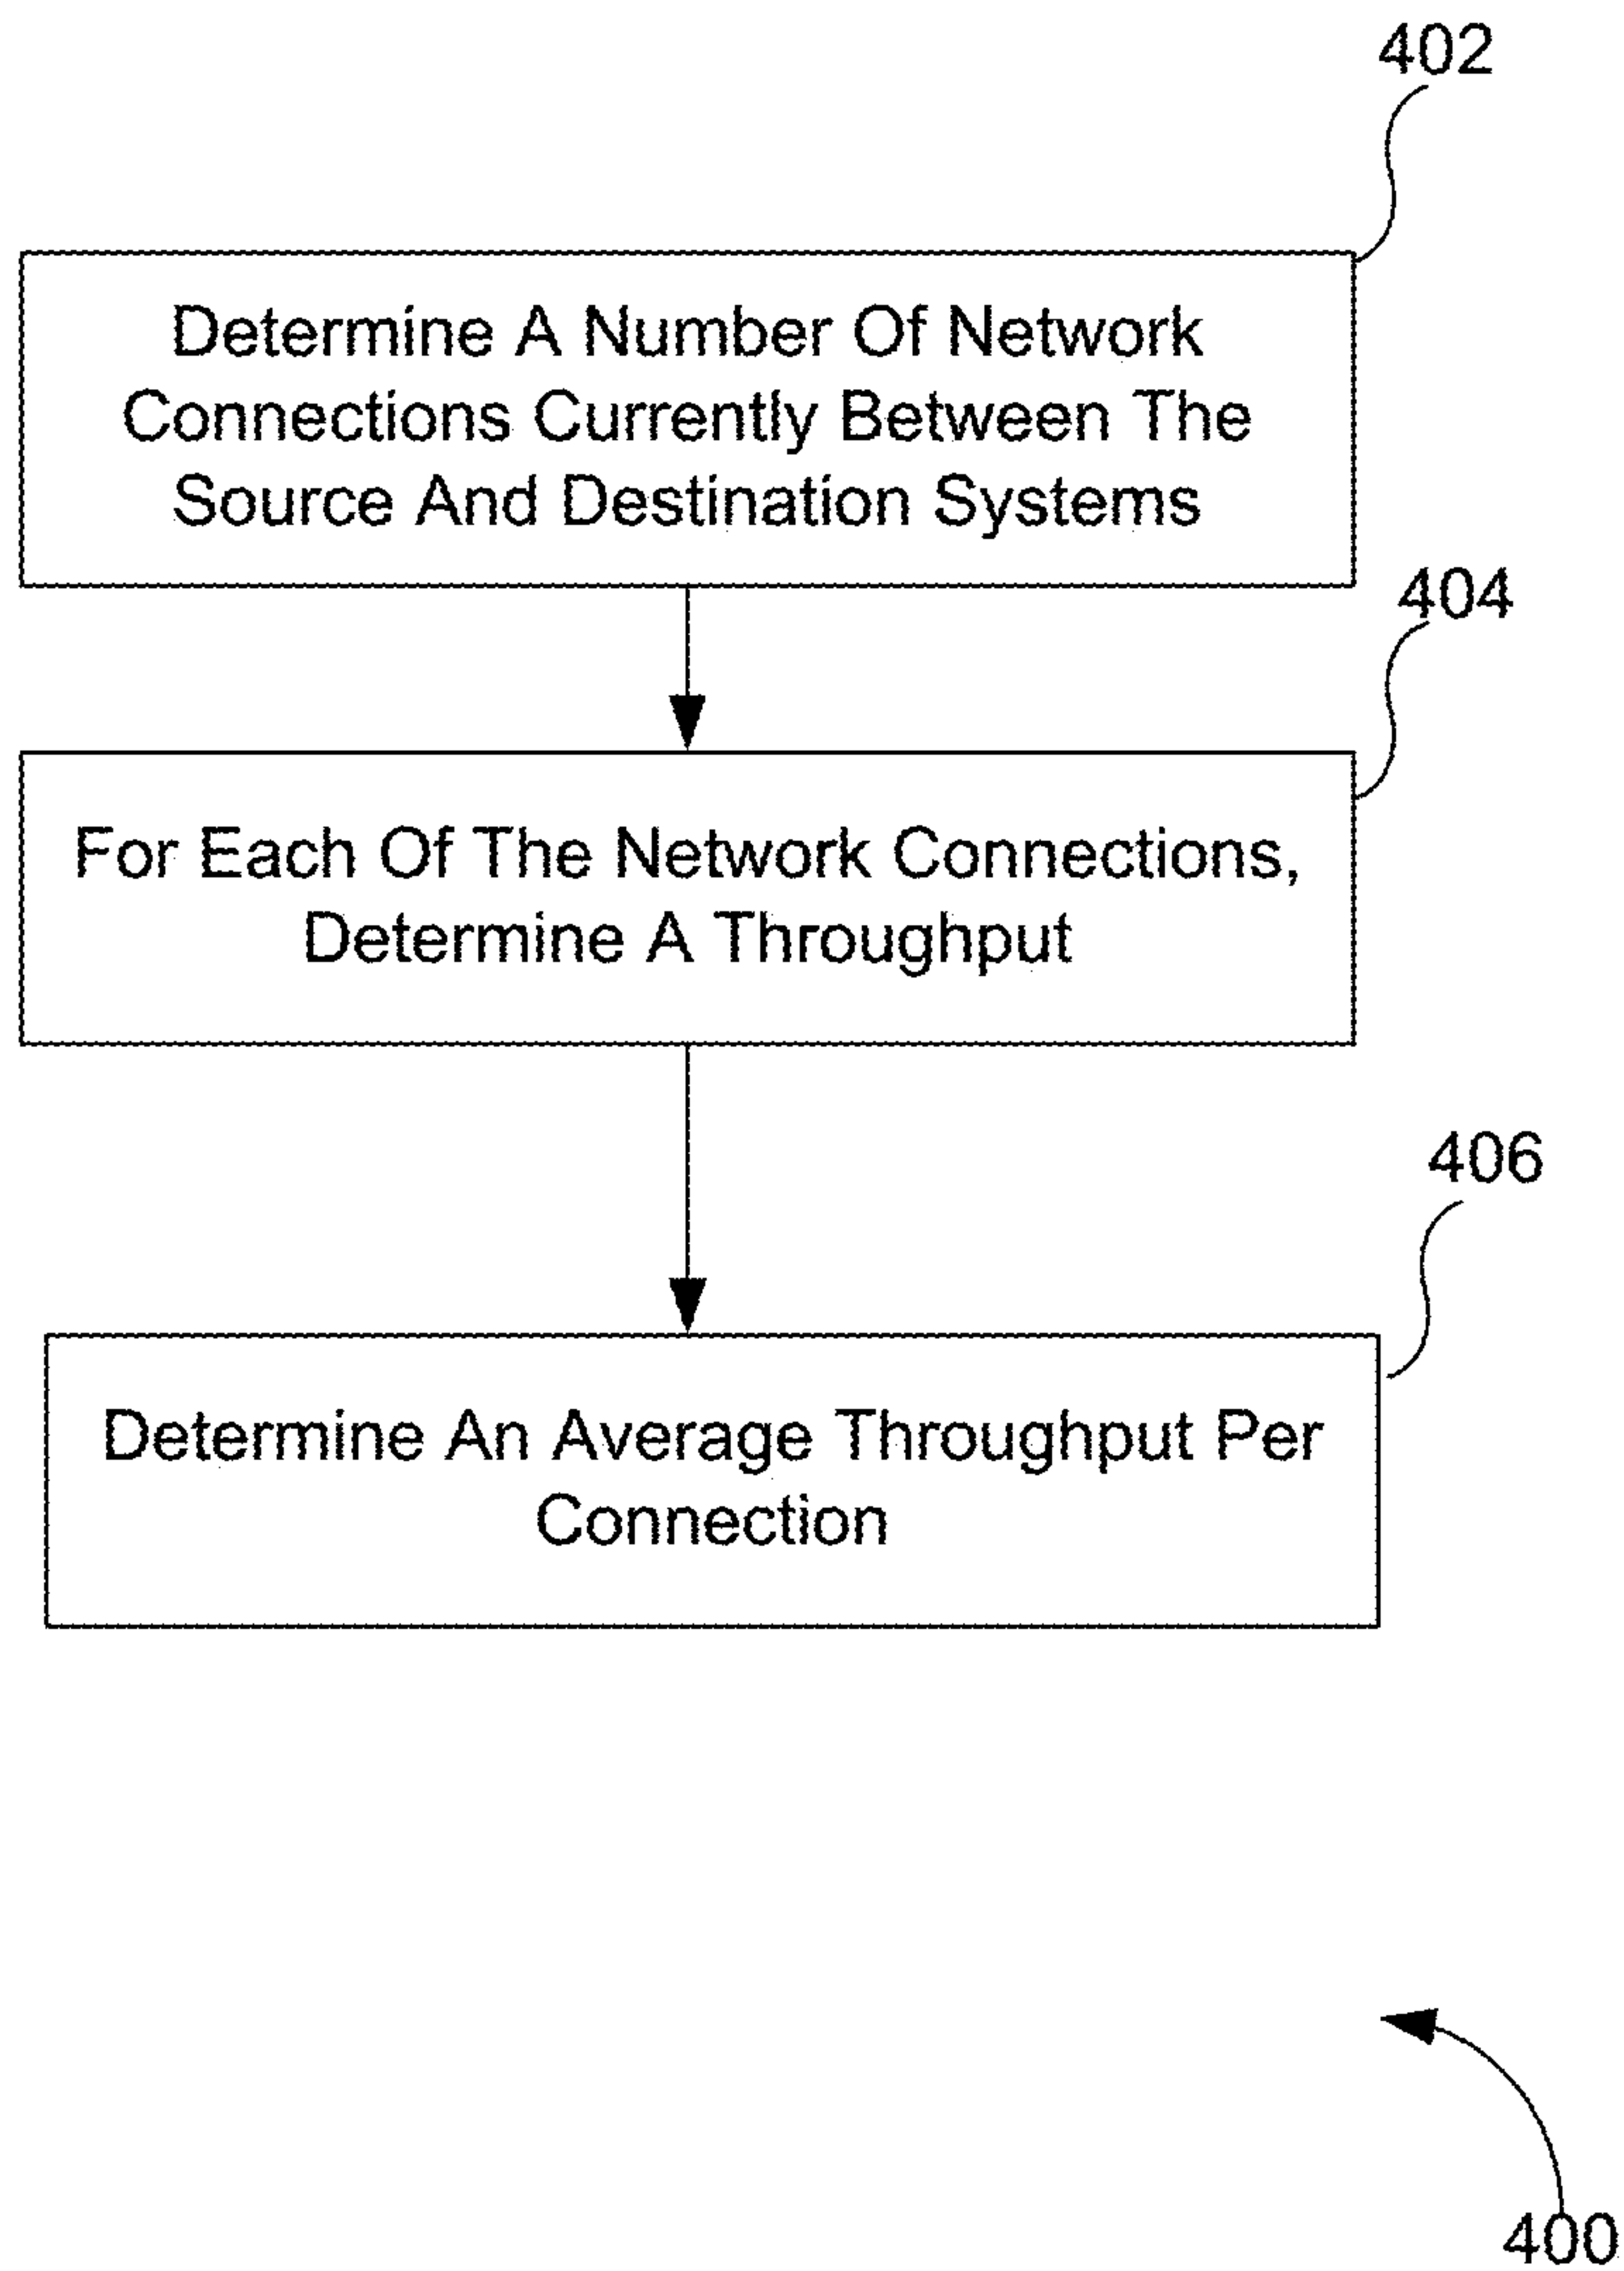 402
Determine A Number Of Network
Connections Currently Between The
Source And Destination Systems
404
For Each Of The Network Connections,
Determine A Throughput
406
Determine An Average Throughput Per
Connection
400